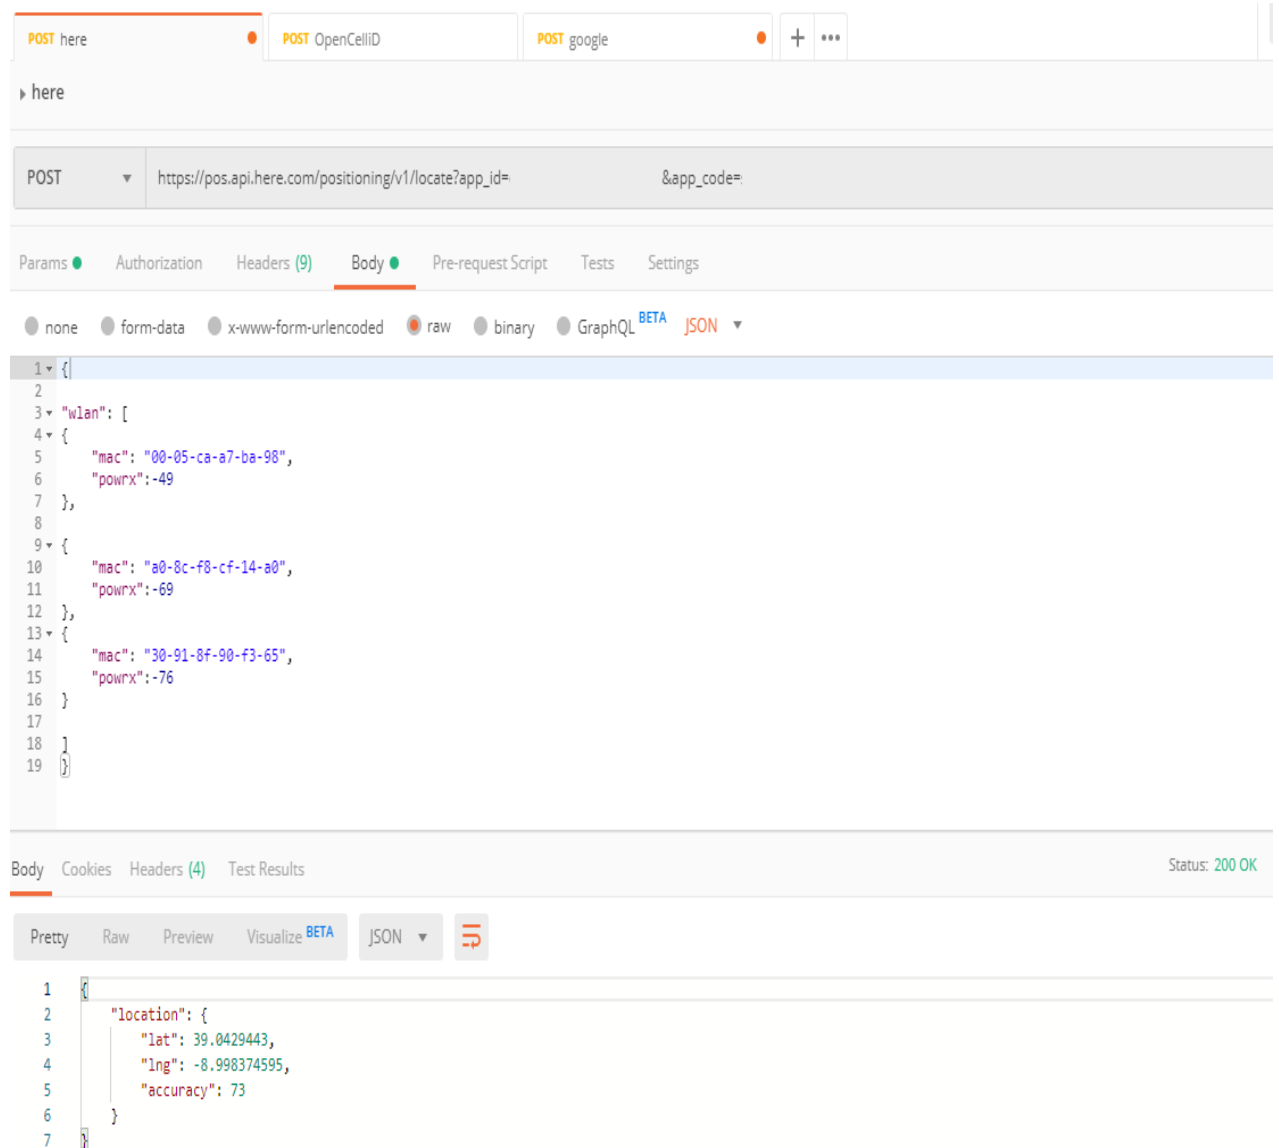 POST here POST OpenCelliD POST google + •••
here
POST https://pos.api.here.com/positioning/v1/locate?app_id= &app_code=
Params Authorization Headers (9) Body Pre-request Script Tests Settings
none form-data x-www-form-urlencoded raw binary GraphQL BETA JSON
1 {
2
3 "wlan": [
4 {
5 "mac": "00-05-ca-a7-ba-98",
6 "powrx":-49
7 },
8
9 {
10 "mac": "a0-8c-f8-cf-14-a0",
11 "powrx":-69
12 },
13 {
14 "mac": "30-91-8f-90-f3-65",
15 "powrx":-76
16 }
17
18 ]
19 }
Body Cookies Headers (4) Test Results Status: 200 OK
Pretty Raw Preview Visualize BETA JSON
1 {
2 "location": {
3 "lat": 39.0429443,
4 "lng": -8.998374595,
5 "accuracy": 73
6 }
7 }